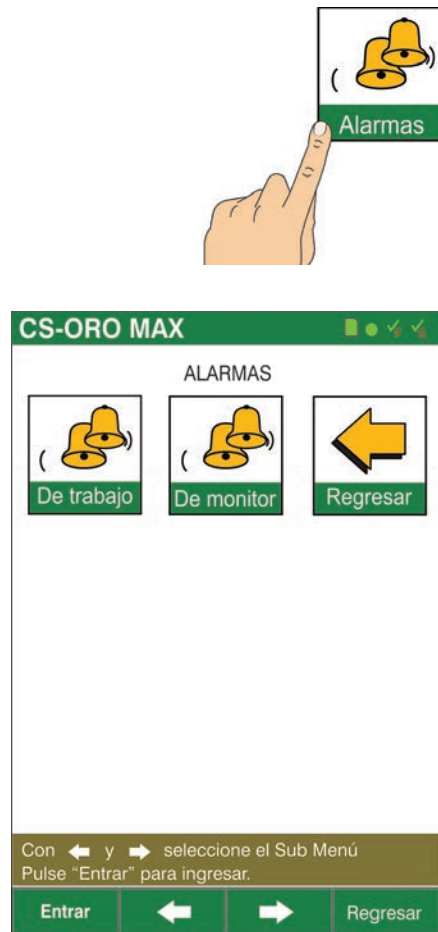 Alarmas
CS-ORO MAX
ALARMAS
De trabajo
De monitor
Regresar
Con y seleccione el Sub Menú
Pulse “Entrar” para ingresar.
Entrar
Regresar